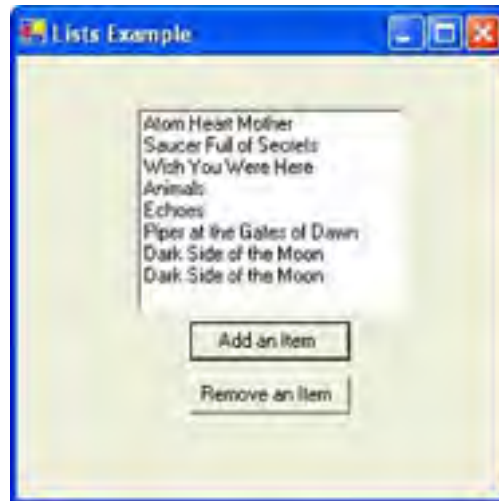 Lists Example
Atom Heart Mother
Saucer Full of Secrets
Wish You Were Here
Animals
Echoes
Piper at the Gates of Dawn
Dark Side of the Moon
Dark Side of the Moon
Add an Item
Remove an Item